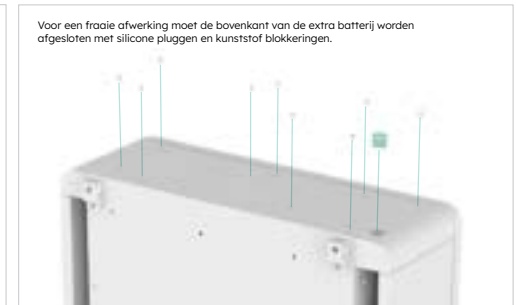 Voor een fraaie afwerking moet de bovenkant van de extra batterij worden
afgesloten met silicone pluggen en kunststof blokkeringen.